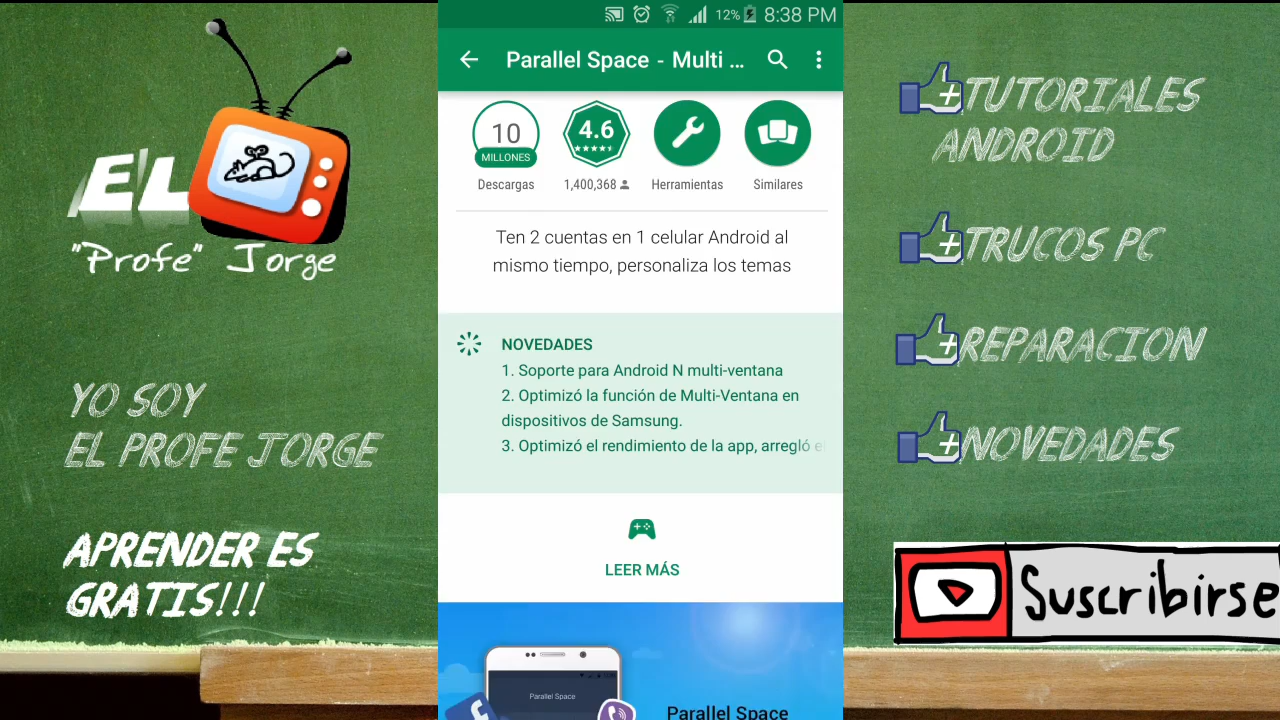 EL
"Profe" Jorge
YO SOY
EL PROFE JORGE
APRENDER ES
GRATIS!!!
12% 8:38 PM
Parallel Space - Multi ...
10
MILLONES
Descargas
4.6
1,400,368
Herramientas
Similares
Ten 2 cuentas en 1 celular Android al
mismo tiempo, personaliza los temas
NOVEDADES
1. Soporte para Android N multi-ventana
2. Optimizó la función de Multi-Ventana en
dispositivos de Samsung.
3. Optimizó el rendimiento de la app, arregló e
LEER MÁS
Parallel Space
Parallel Space
TUTORIALES
ANDROID
TRUCOS PC
REPARACION
NOVEDADES
Suscribirse